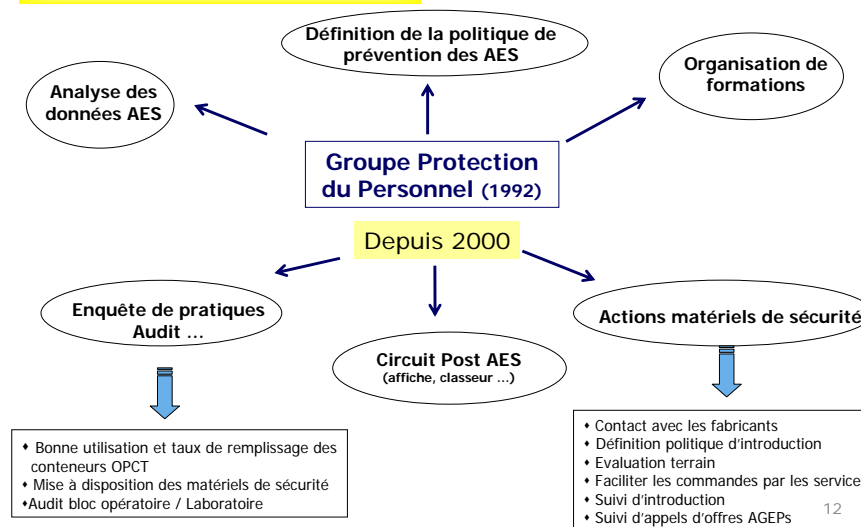 Définition de la politique de
prévention des AES
Organisation de
formations
Analyse des
données AES
Groupe Protection
du Personnel (1992)
Depuis 2000
Enquête de pratiques
Audit ...
Circuit Post AES
(affiche, classeur ...)
Actions matériels de sécurité
• Bonne utilisation et taux de remplissage des
conteneurs OPCT
• Mise à disposition des matériels de sécurité
•Audit bloc opératoire / Laboratoire
• Contact avec les fabricants
• Définition politique d'introduction
• Evaluation terrain
• Faciliter les commandes par les service
• Suivi d'introduction
• Suivi d'appels d'offres AGEPs
12